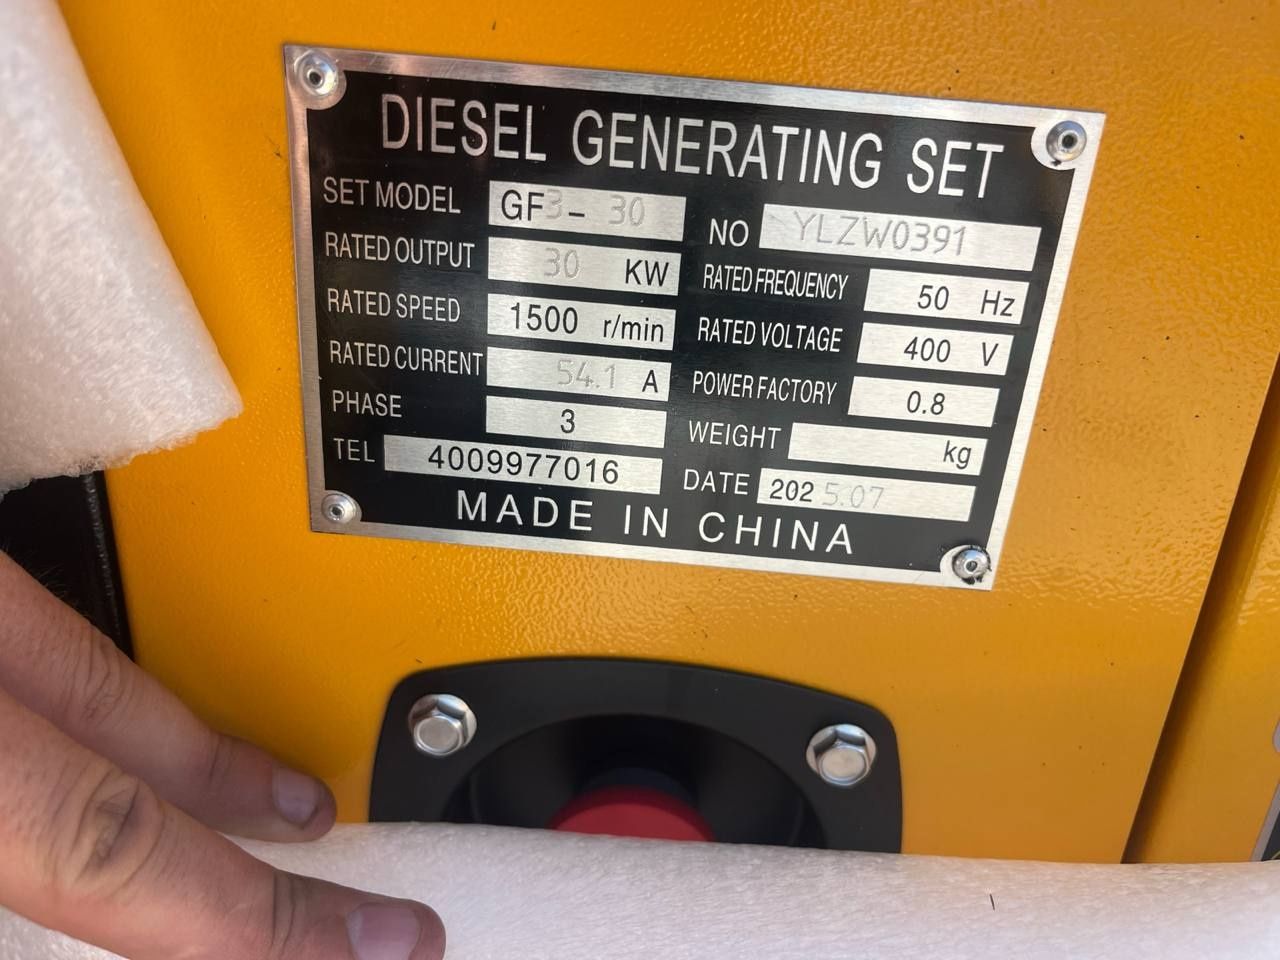 DIESEL GENERATING SET
SET MODEL GF3-30
NO YLZW0391
RATED OUTPUT 30 KW
RATED FREQUENCY 50 Hz
RATED SPEED 1500 r/min
RATED VOLTAGE 400 V
RATED CURRENT 54.1 A
POWER FACTORY 0.8
PHASE 3
WEIGHT kg
TEL 4009977016
DATE 2025.07
MADE IN CHINA